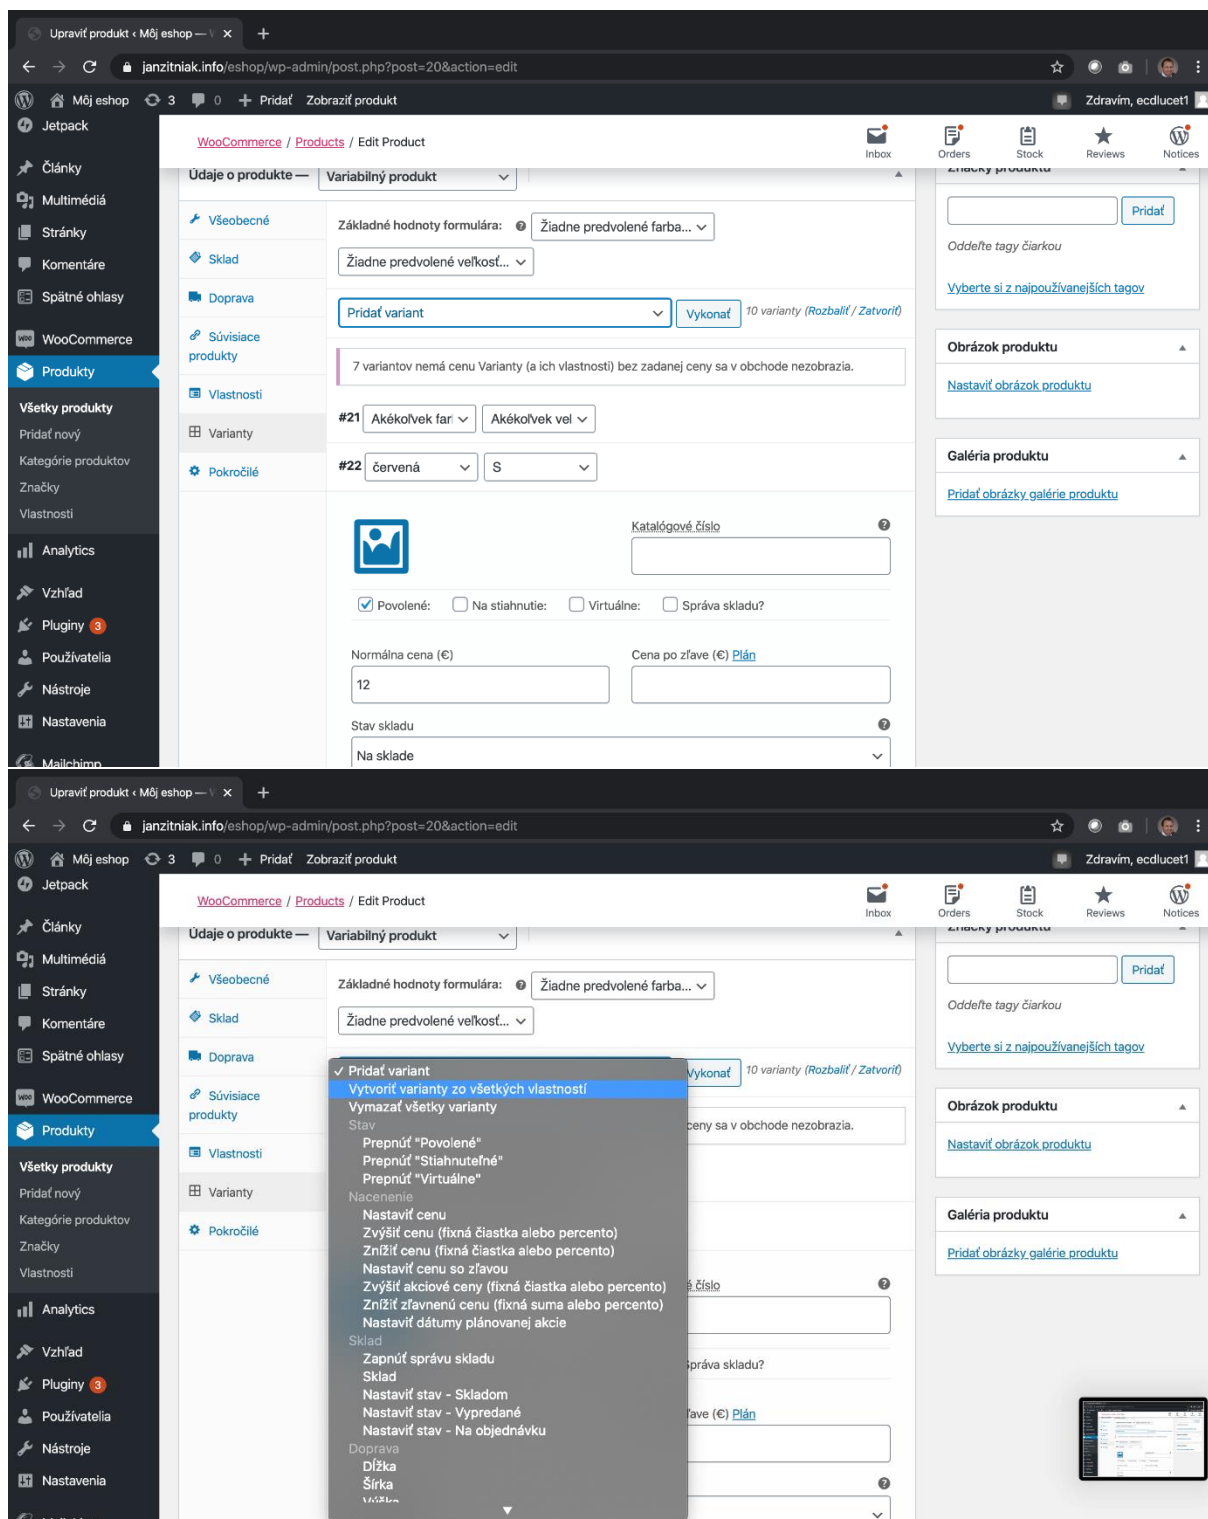 Upraviť produkt ‹ Môj eshop — W
janzitniak.info/eshop/wp-admin/post.php?post=20&action=edit
Môj eshop 3 0 Pridať Zobraziť produkt Zdravím, ecdlucet1
Jetpack
Články
Multimédiá
Stránky
Komentáre
Spätné ohlasy
WooCommerce
Produkty
Všetky produkty
Pridať nový
Kategórie produktov
Značky
Vlastnosti
Analytics
Vzhľad
Pluginy 3
Používatelia
Nástroje
Nastavenia
Mailchimp
WooCommerce / Products / Edit Product
Inbox Orders Stock Reviews Notices
Údaje o produkte — Variabilný produkt
Všeobecné
Sklad
Doprava
Súvisiace
produkty
Vlastnosti
Varianty
Pokročilé
Základné hodnoty formulára: Žiadne predvolené farba...
Žiadne predvolené veľkosť...
Pridať variant Vykonať 10 varianty (Rozbaliť / Zatvoriť)
7 variantov nemá cenu Varianty (a ich vlastnosti) bez zadanej ceny sa v obchode nezobrazia.
#21 Akékoľvek far Akékoľvek vel
#22 červená S
Katalógové číslo
Povolené: Na stiahnutie: Virtuálne: Správa skladu?
Normálna cena (€) Cena po zľave (€) Plán
12
Stav skladu
Na sklade
Značky produktu
Pridať
Oddeľte tagy čiarkou
Vyberte si z najpoužívanejších tagov
Obrázok produktu
Nastaviť obrázok produktu
Galéria produktu
Pridať obrázky galérie produktu
Upraviť produkt ‹ Môj eshop — W
janzitniak.info/eshop/wp-admin/post.php?post=20&action=edit
Môj eshop 3 0 Pridať Zobraziť produkt Zdravím, ecdlucet1
Jetpack
Články
Multimédiá
Stránky
Komentáre
Spätné ohlasy
WooCommerce
Produkty
Všetky produkty
Pridať nový
Kategórie produktov
Značky
Vlastnosti
Analytics
Vzhľad
Pluginy 3
Používatelia
Nástroje
Nastavenia
WooCommerce / Products / Edit Product
Inbox Orders Stock Reviews Notices
Údaje o produkte — Variabilný produkt
Všeobecné
Sklad
Doprava
Súvisiace
produkty
Vlastnosti
Varianty
Pokročilé
Základné hodnoty formulára: Žiadne predvolené farba...
Žiadne predvolené veľkosť...
Vykonať 10 varianty (Rozbaliť / Zatvoriť)
✓ Pridať variant
Vytvoriť varianty zo všetkých vlastností
Vymazať všetky varianty
Stav
Prepnúť "Povolené"
Prepnúť "Stiahnuteľné"
Prepnúť "Virtuálne"
Nacenenie
Nastaviť cenu
Zvýšiť cenu (fixná čiastka alebo percento)
Znížiť cenu (fixná čiastka alebo percento)
Nastaviť cenu so zľavou
Zvýšiť akciové ceny (fixná čiastka alebo percento)
Znížiť zľavnenú cenu (fixná suma alebo percento)
Nastaviť dátumy plánovanej akcie
Sklad
Zapnúť správu skladu
Sklad
Nastaviť stav - Skladom
Nastaviť stav - Vypredané
Nastaviť stav - Na objednávku
Doprava
Dĺžka
Šírka
Výška
ceny sa v obchode nezobrazia.
é číslo
Správa skladu?
ľave (€) Plán
Značky produktu
Pridať
Oddeľte tagy čiarkou
Vyberte si z najpoužívanejších tagov
Obrázok produktu
Nastaviť obrázok produktu
Galéria produktu
Pridať obrázky galérie produktu